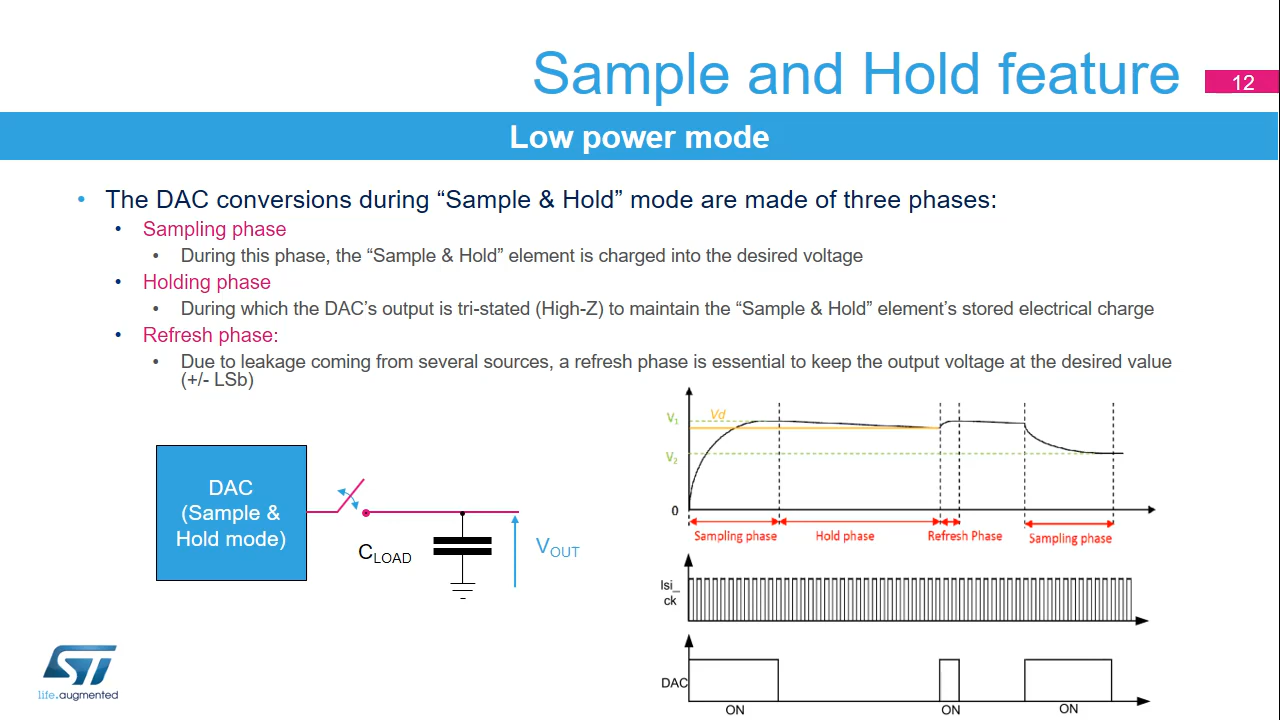 Sample and Hold feature
12
Low power mode
• The DAC conversions during “Sample & Hold” mode are made of three phases:
• Sampling phase
• During this phase, the “Sample & Hold” element is charged into the desired voltage
• Holding phase
• During which the DAC’s output is tri-stated (High-Z) to maintain the “Sample & Hold” element’s stored electrical charge
• Refresh phase:
• Due to leakage coming from several sources, a refresh phase is essential to keep the output voltage at the desired value
(+/- LSb)
DAC
(Sample &
Hold mode)
CLOAD
VOUT
V1
Vd
V2
0
Sampling phase
Hold phase
Refresh Phase
Sampling phase
lsi_
ck
DAC
ON
ON
ON
ST
life.augmented